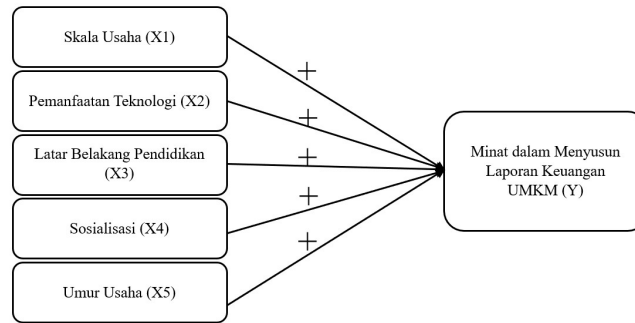 Skala Usaha (X1)
Pemanfaatan Teknologi (X2)
Latar Belakang Pendidikan
(X3)
Sosialisasi (X4)
Umur Usaha (X5)
+
+
+
+
+
Minat dalam Menyusun
Laporan Keuangan
UMKM (Y)